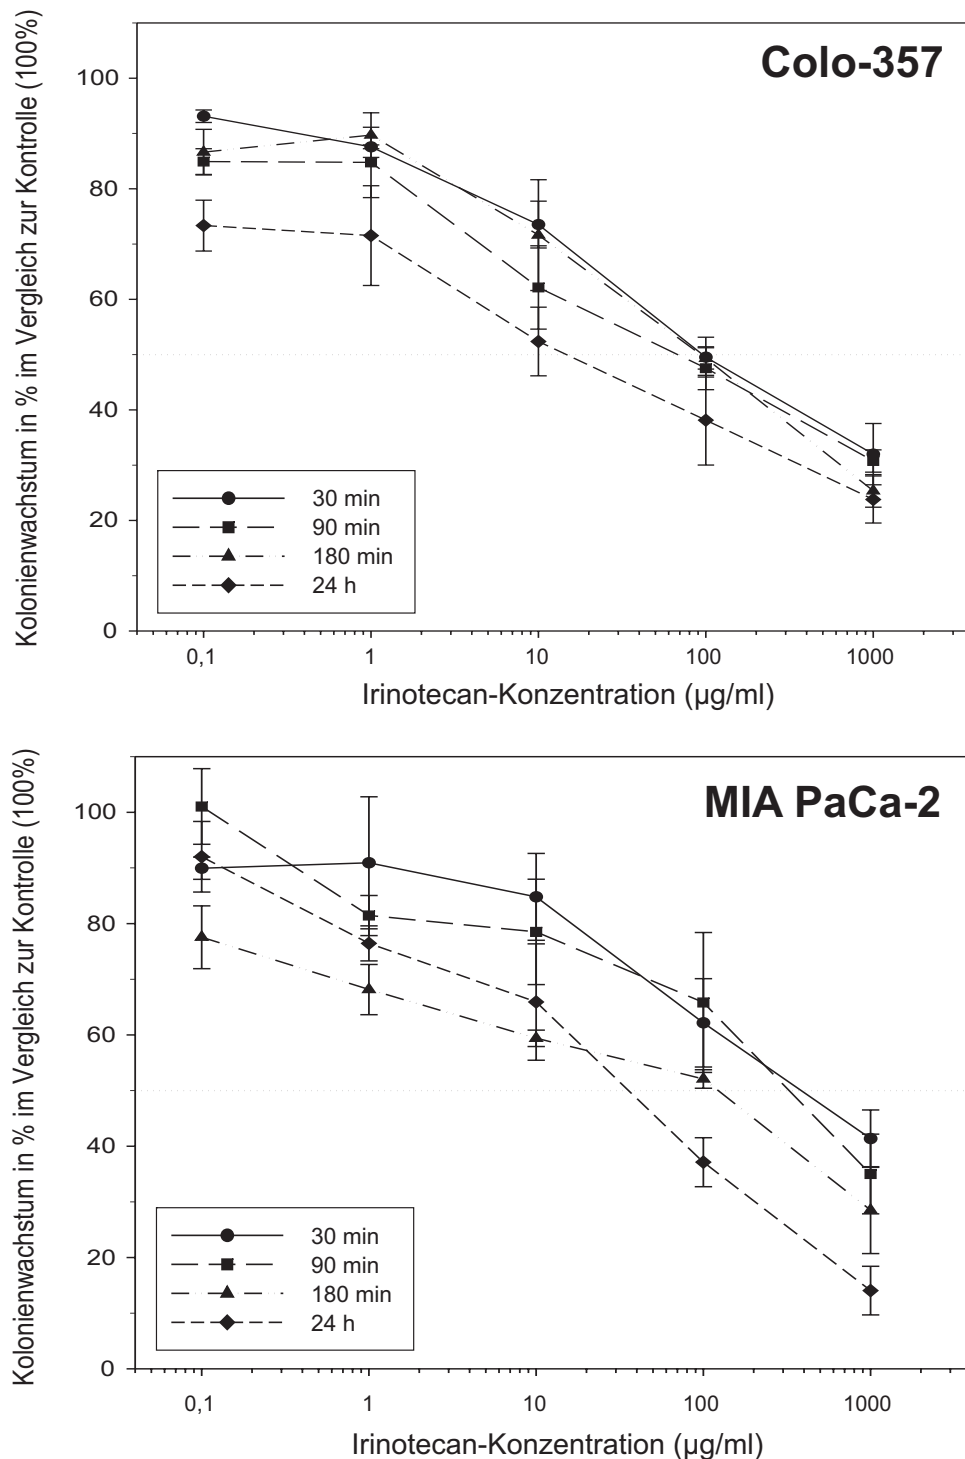 Colo-357
Kolonienwachstum in % im Vergleich zur Kontrolle (100%)
100
80
60
40
20
0
30 min
90 min
180 min
24 h
0,1 1 10 100 1000
Irinotecan-Konzentration (µg/ml)
MIA PaCa-2
Kolonienwachstum in % im Vergleich zur Kontrolle (100%)
100
80
60
40
20
0
30 min
90 min
180 min
24 h
0,1 1 10 100 1000
Irinotecan-Konzentration (µg/ml)